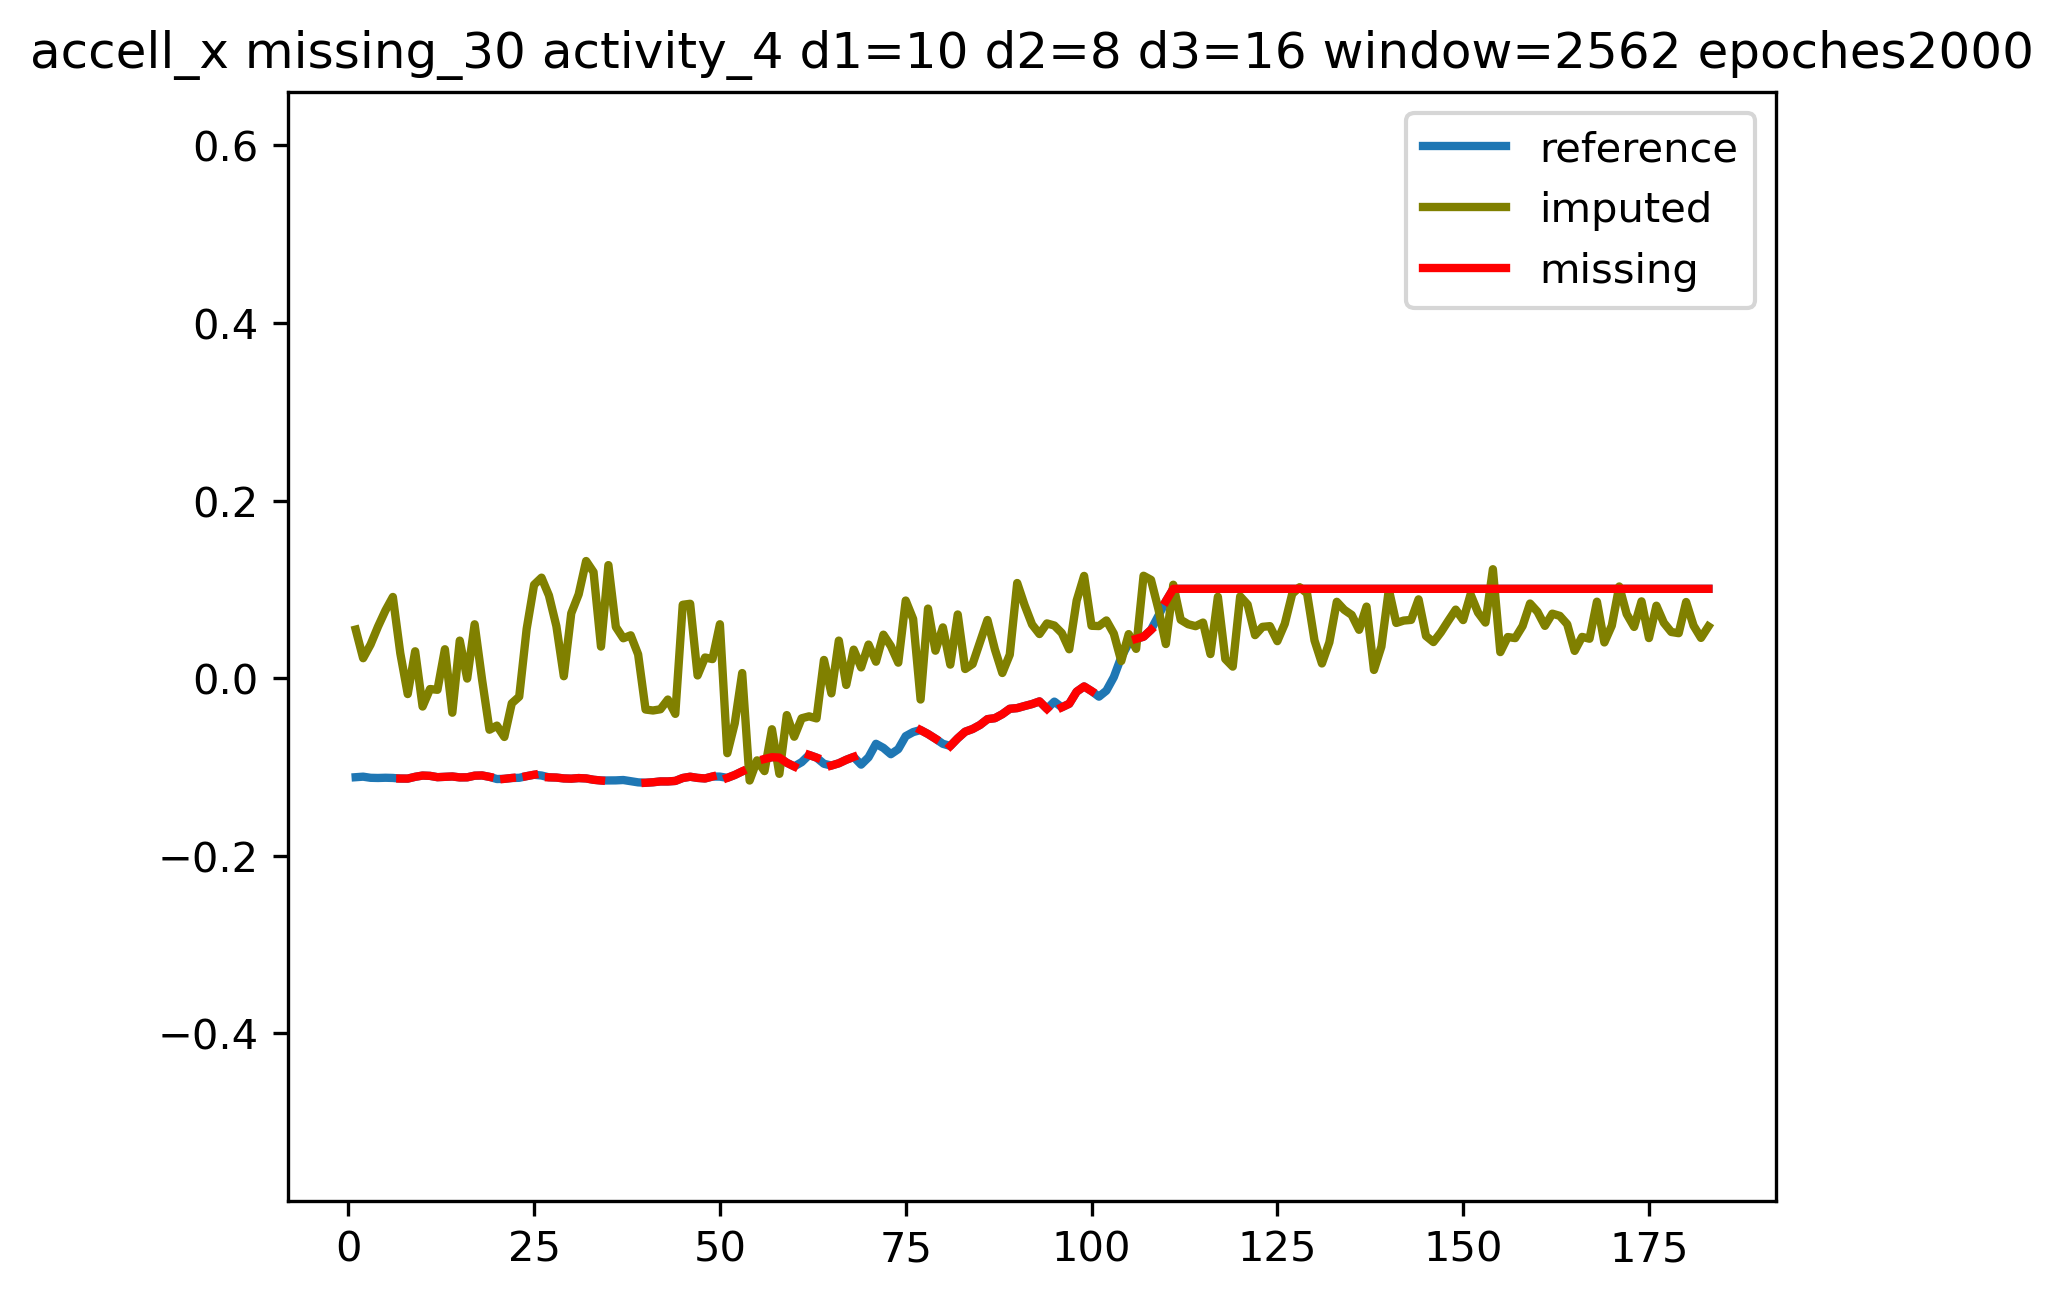 accell_x missing_30 activity_4 d1=10 d2=8 d3=16 window=2562 epoches2000
reference
imputed
missing
0.6
0.4
0.2
0.0
−0.2
−0.4
0 25 50 75 100 125 150 175